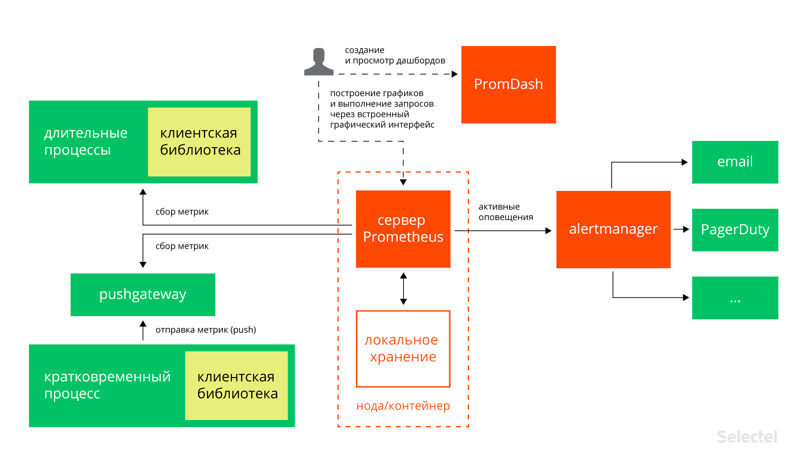 создание
и просмотр дашбордов
PromDash
построение графиков
и выполнение запросов
через встроенный
графический интерфейс
длительные
процессы
клиентская
библиотека
сбор метрик
сбор метрик
pushgateway
отправка метрик (push)
кратковременный
процесс
клиентская
библиотека
сервер
Prometheus
локальное
хранение
нода/контейнер
активные
оповещения
alertmanager
email
PagerDuty
...
Selectel